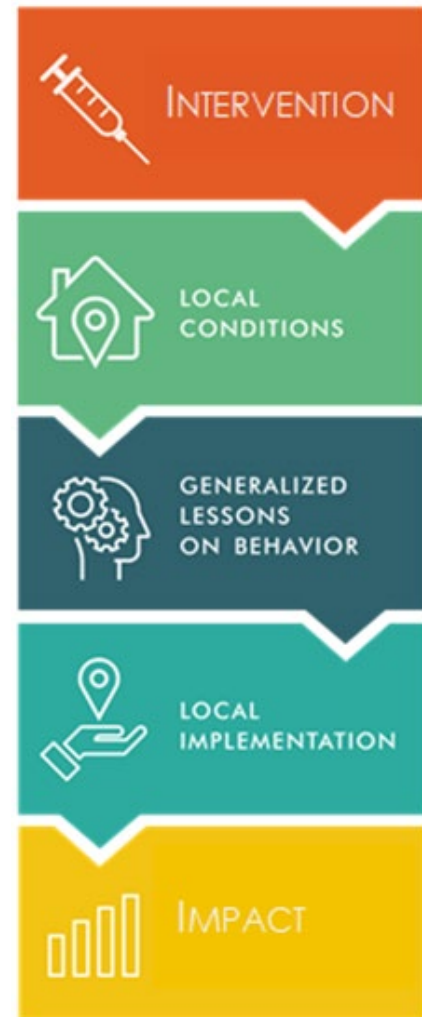 INTERVENTION
LOCAL
CONDITIONS
GENERALIZED
LESSONS
ON BEHAVIOR
LOCAL
IMPLEMENTATION
IMPACT